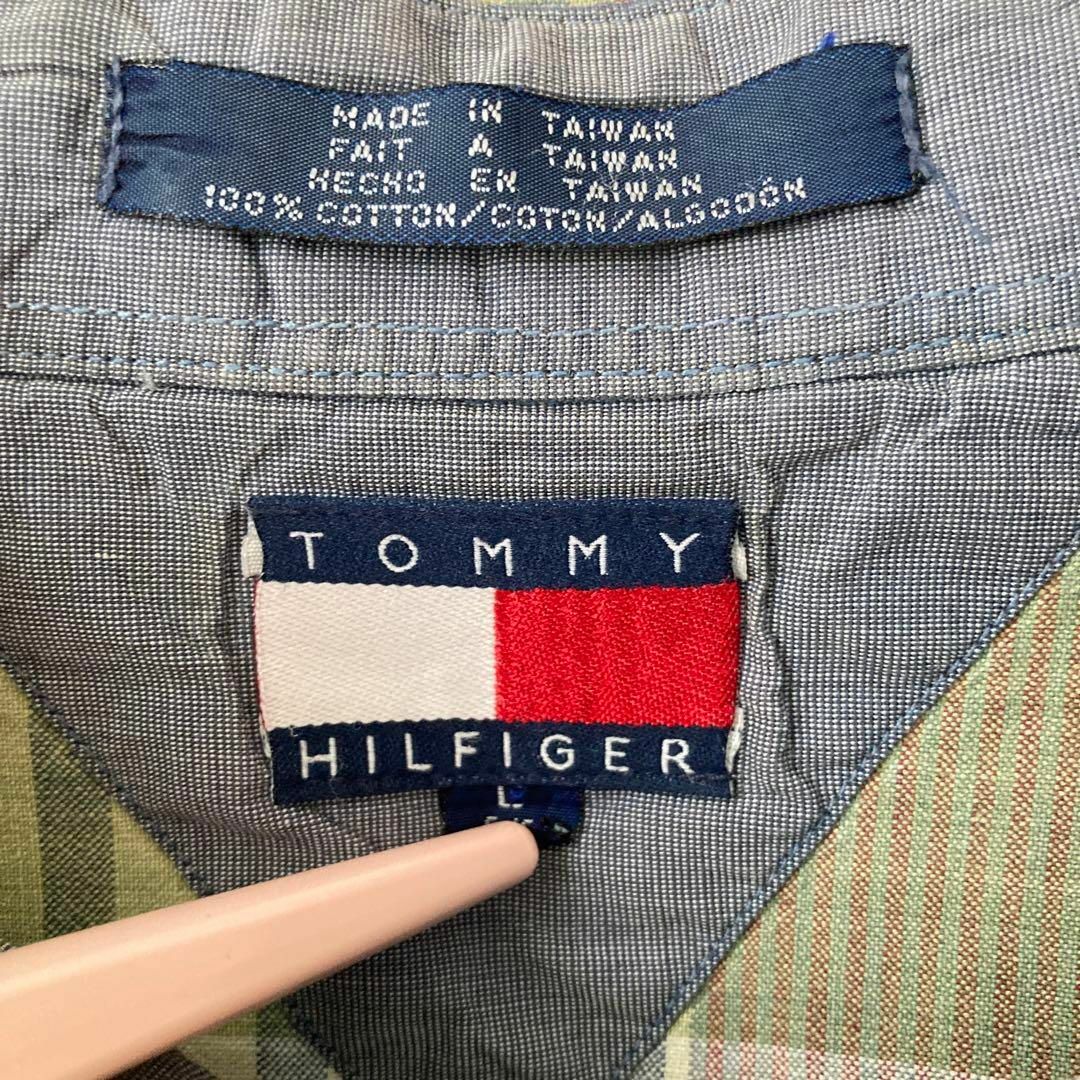 MADE IN TAIWAN
FAIT A TAIWAN
HECHO EN TAIWAN
100% COTTON/COTON/ALGODÓN
TOMMY
HILFIGER
L